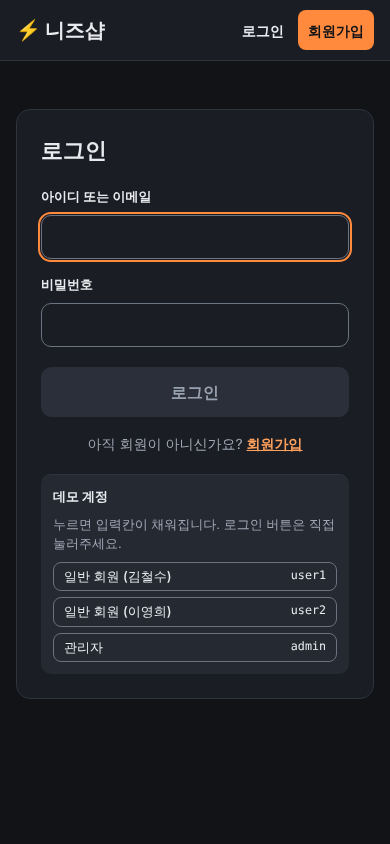 ⚡ 니즈샵
로그인
회원가입
로그인
아이디 또는 이메일
비밀번호
로그인
아직 회원이 아니신가요? 회원가입
데모 계정
누르면 입력칸이 채워집니다. 로그인 버튼은 직접
눌러주세요.
일반 회원 (김철수) user1
일반 회원 (이영희) user2
관리자 admin